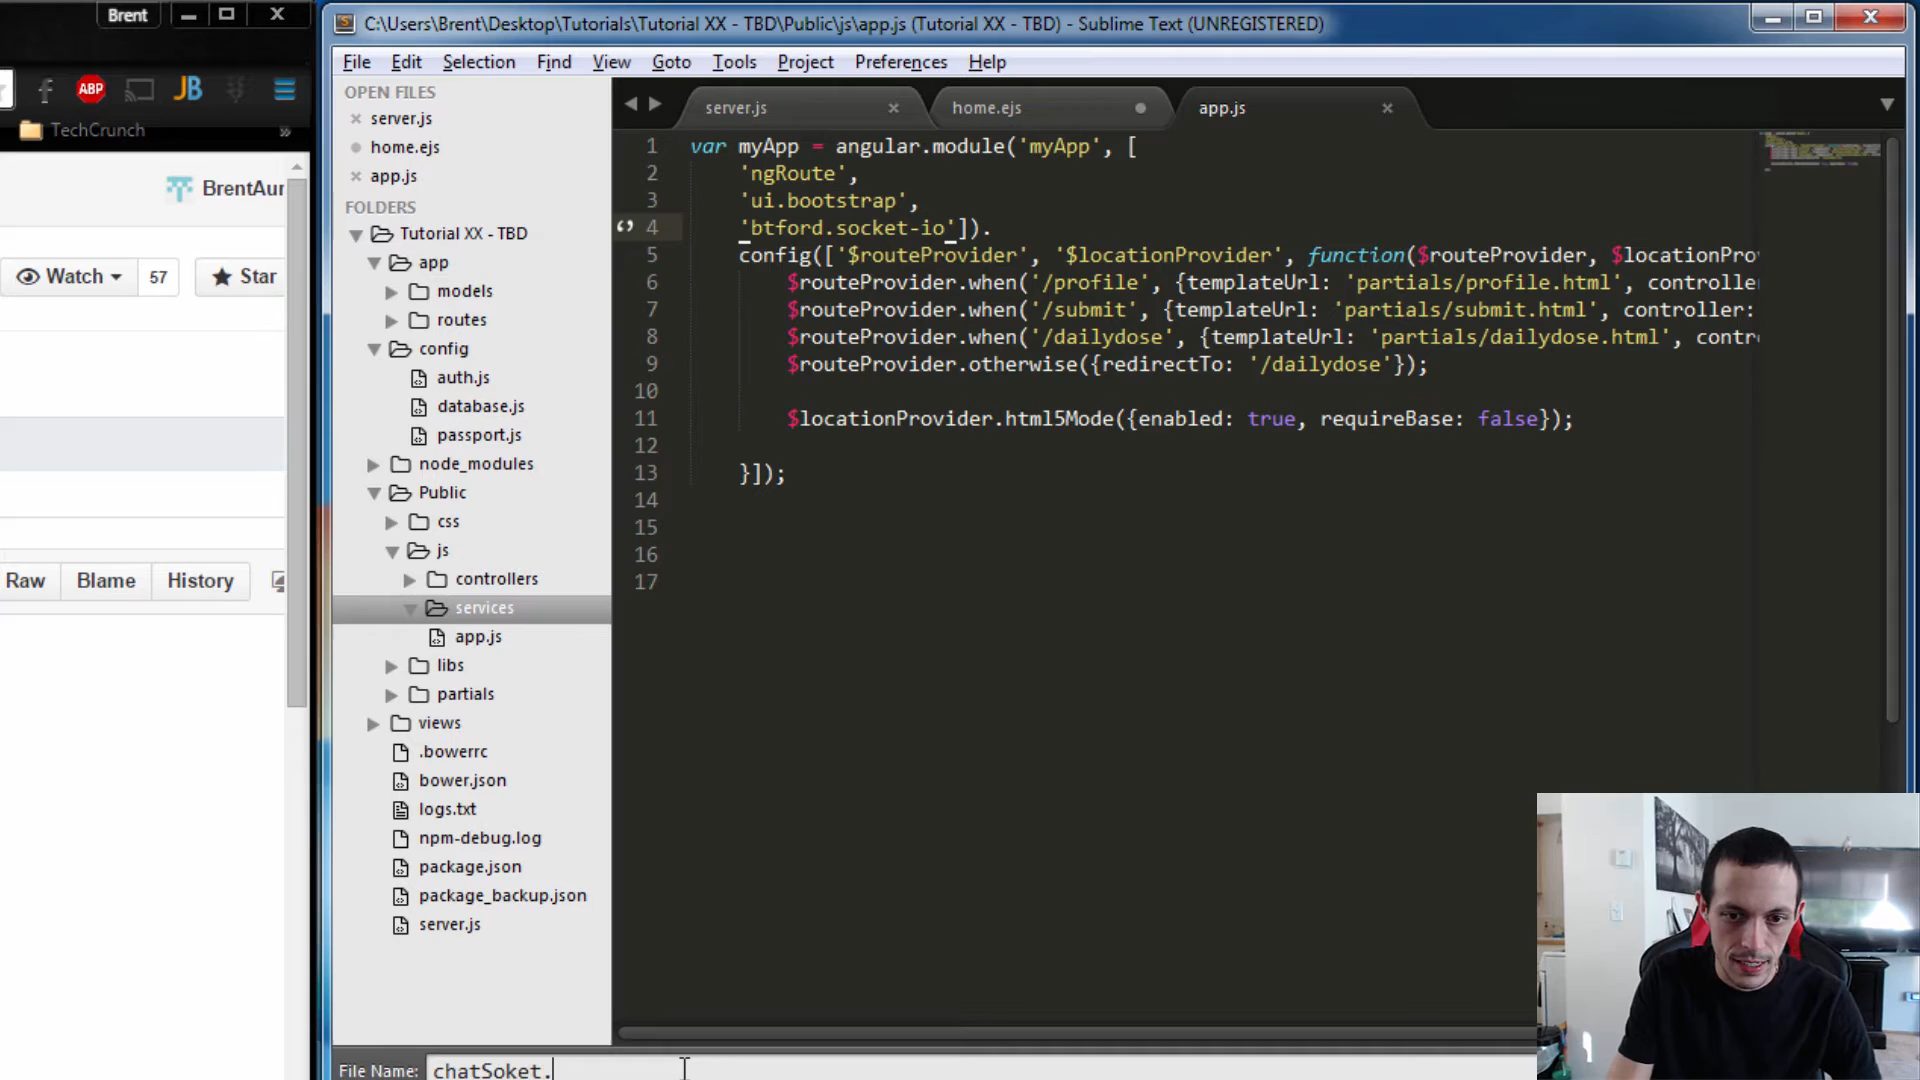 Brent
C:\Users\Brent\Desktop\Tutorials\Tutorial XX - TBD\Public\js\app.js (Tutorial XX - TBD) - Sublime Text (UNREGISTERED)
File Edit Selection Find View Goto Tools Project Preferences Help
ABP JB
TechCrunch »
BrentAur
Watch 57 Star
Raw Blame History
OPEN FILES
server.js
home.ejs
app.js
FOLDERS
Tutorial XX - TBD
app
models
routes
config
auth.js
database.js
passport.js
node_modules
Public
css
js
controllers
services
app.js
libs
partials
views
.bowerrc
bower.json
logs.txt
npm-debug.log
package.json
package_backup.json
server.js
server.js home.ejs app.js
1 var myApp = angular.module('myApp', [
2 'ngRoute',
3 'ui.bootstrap',
4 'btford.socket-io']).
5 config(['$routeProvider', '$locationProvider', function($routeProvider, $locationPro
6 $routeProvider.when('/profile', {templateUrl: 'partials/profile.html', controlle
7 $routeProvider.when('/submit', {templateUrl: 'partials/submit.html', controller:
8 $routeProvider.when('/dailydose', {templateUrl: 'partials/dailydose.html', contr
9 $routeProvider.otherwise({redirectTo: '/dailydose'});
10
11 $locationProvider.html5Mode({enabled: true, requireBase: false});
12
13 }]);
14
15
16
17
File Name: chatSoket.